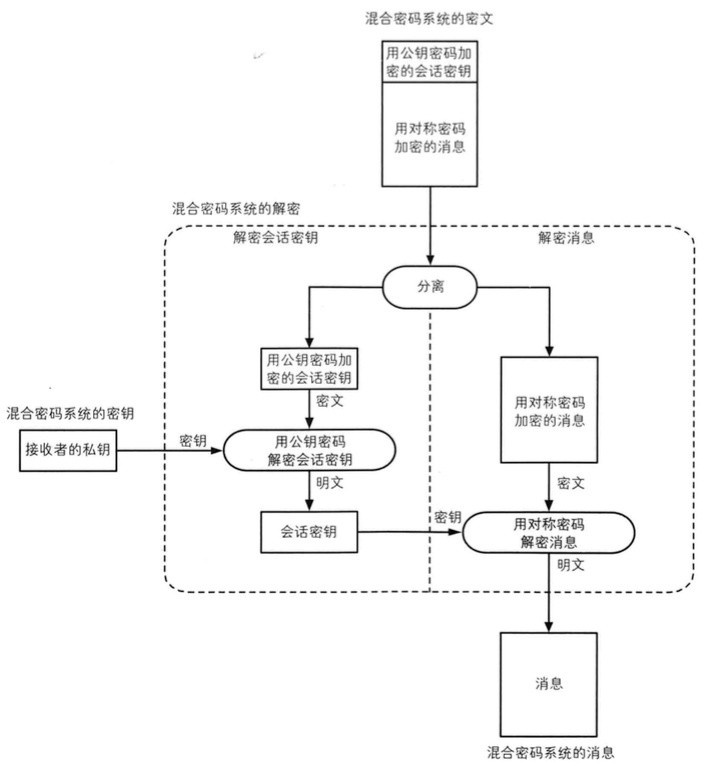 混合密码系统的密文
用公钥密码加
密的会话密钥
用对称密码
加密的消息
混合密码系统的解密
解密会话密钥
解密消息
分离
用公钥密码加
密的会话密钥
密文
用对称密码
加密的消息
混合密码系统的密钥
接收者的私钥
密钥
用公钥密码
解密会话密钥
明文
密文
会话密钥
密钥
用对称密码
解密消息
明文
消息
混合密码系统的消息